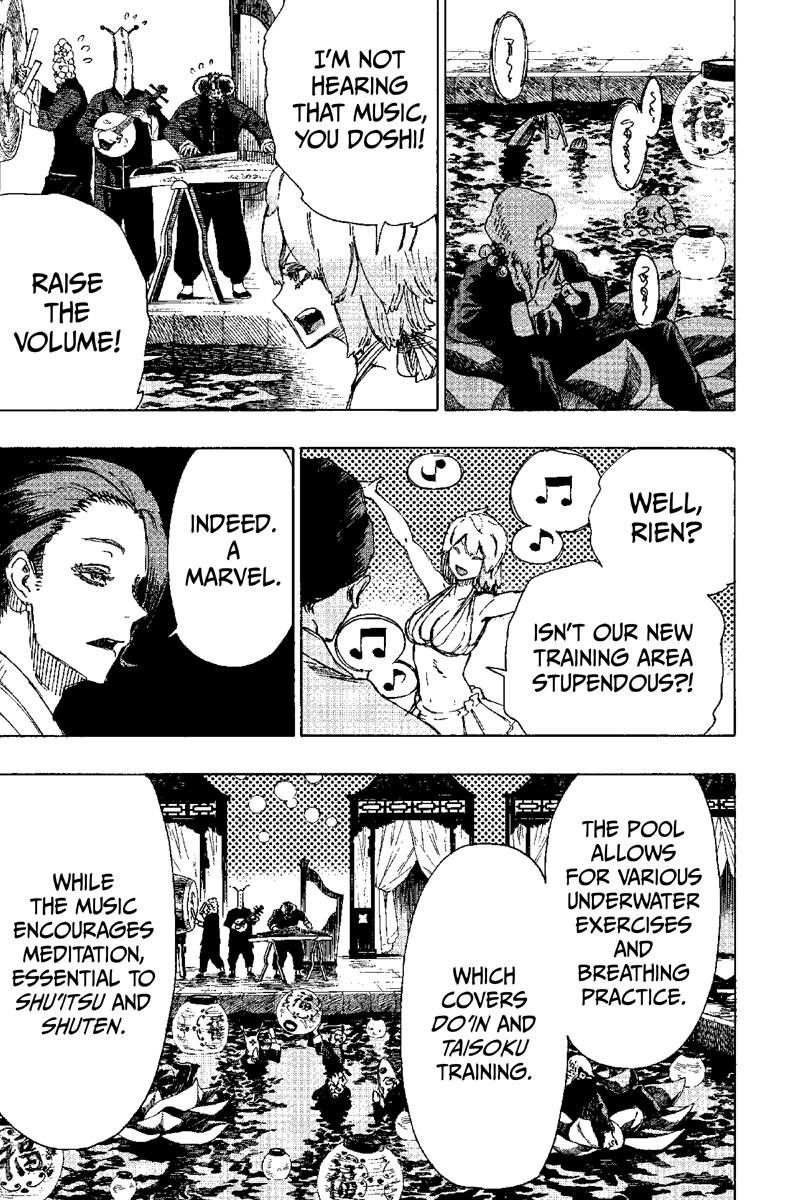 福
I'M NOT
HEARING
THAT MUSIC,
YOU DOSHI!
RAISE
THE
VOLUME!
WELL,
RIEN?
ISN'T OUR NEW
TRAINING AREA
STUPENDOUS?!
INDEED.
A
MARVEL.
THE POOL
ALLOWS
FOR VARIOUS
UNDERWATER
EXERCISES
AND
BREATHING
PRACTICE.
WHICH
COVERS
DO'IN AND
TAISOKU
TRAINING.
WHILE
THE MUSIC
ENCOURAGES
MEDITATION,
ESSENTIAL TO
SHU'ITSU AND
SHUTEN.
福